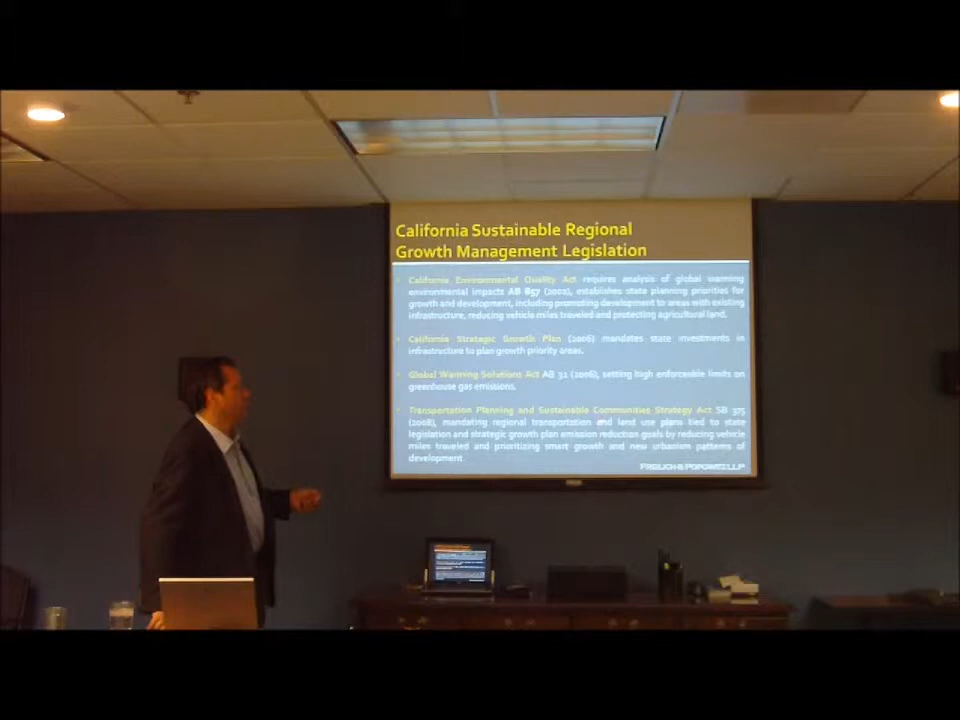 California Sustainable Regional
Growth Management Legislation
California Environmental Quality Act requires analysis of global warming
environmental impacts AB 857 (2002), establishes state planning priorities for
growth and development, including promoting development to areas with existing
infrastructure, reducing vehicle miles traveled and protecting agricultural land.
California Strategic Growth Plan (2006) mandates state investments in
infrastructure to plan growth priority areas.
Global Warming Solutions Act AB 32 (2006), setting high enforceable limits on
greenhouse gas emissions.
Transportation Planning and Sustainable Communities Strategy Act SB 375
(2008), mandating regional transportation and land use plans tied to state
legislation and strategic growth plan emission reduction goals by reducing vehicle
miles traveled and prioritizing smart growth and new urbanism patterns of
development.
FREILICH & POPOWITZ LLP